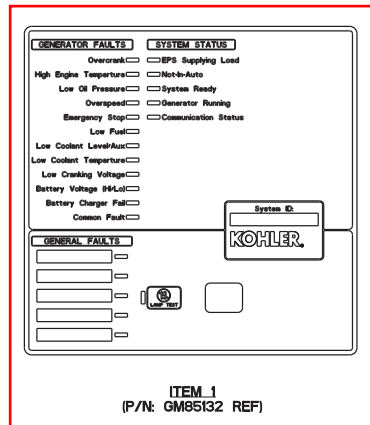 GENERATOR FAULTS
SYSTEM STATUS
Overcrank
EPS Supplying Load
High Engine Temperture
Not-In-Auto
Low Oil Pressure
System Ready
Overspeed
Generator Running
Emergency Stop
Communication Status
Low Fuel
Low Coolant Level/Aux
Low Coolant Temperture
Low Cranking Voltage
Battery Voltage (Hi/Lo)
Battery Charger Fail
Common Fault
System ID:
KOHLER.
GENERAL FAULTS
LAMP TEST
ITEM 1
(P/N: GM85132 REF)